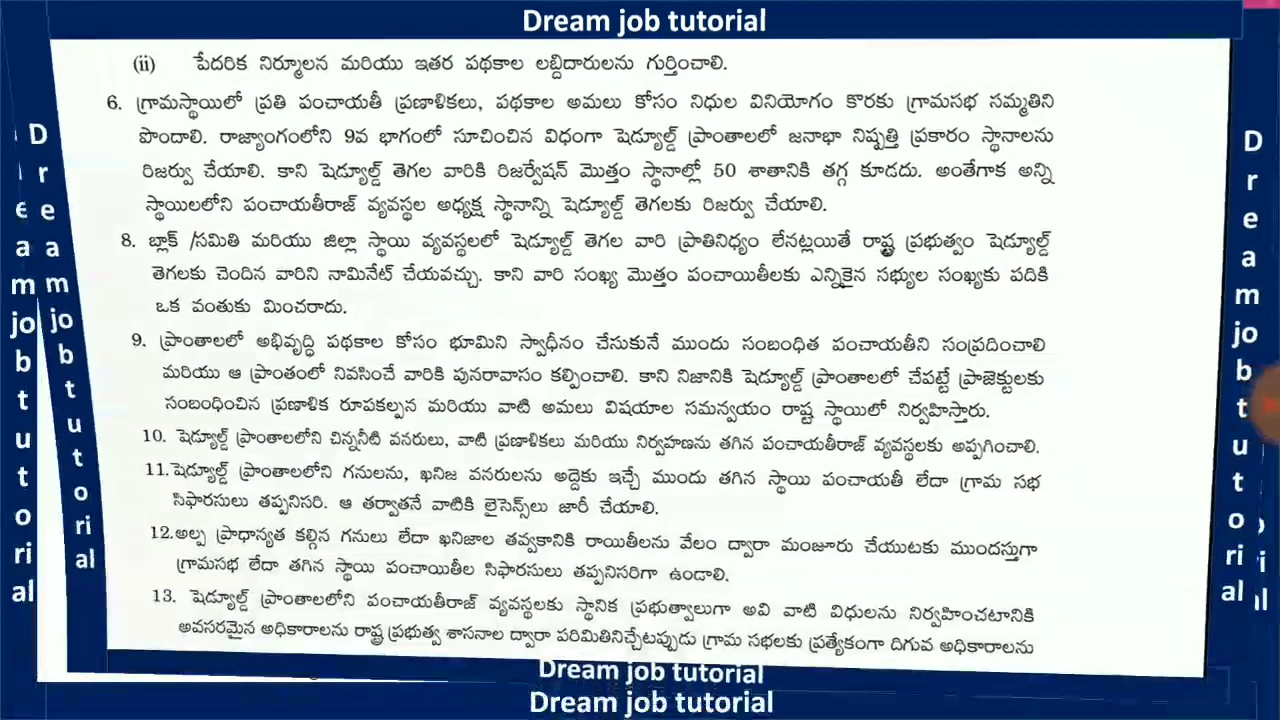 Dream job tutorial
(ii) పేదరిక నిర్మూలన మరియు ఇతర పథకాల లబ్దిదారులను గుర్తించాలి.
6. గ్రామస్థాయిలో ప్రతి పంచాయతీ ప్రణాళికలు, పథకాల అమలు కోసం నిధుల వినియోగం కొరకు గ్రామసభ సమ్మతిని
పొందాలి. రాజ్యాంగంలోని 9వ భాగంలో సూచించిన విధంగా షెడ్యూల్డ్ ప్రాంతాలలో జనాభా నిష్పత్తి ప్రకారం స్థానాలను
రిజర్వు చేయాలి. కాని షెడ్యూల్డ్ తెగల వారికి రిజర్వేషన్ మొత్తం స్థానాల్లో 50 శాతానికి తగ్గ కూడదు. అంతేగాక అన్ని
స్థాయిలలోని పంచాయతీరాజ్ వ్యవస్థల అధ్యక్ష స్థానాన్ని షెడ్యూల్డ్ తెగలకు రిజర్వు చేయాలి.
8. బ్లాక్ /సమితి మరియు జిల్లా స్థాయి వ్యవస్థలలో షెడ్యూల్డ్ తెగల వారి ప్రాతినిధ్యం లేనట్లయితే రాష్ట్ర ప్రభుత్వం షెడ్యూల్డ్
తెగలకు చెందిన వారిని నామినేట్ చేయవచ్చు. కాని వారి సంఖ్య మొత్తం పంచాయితీలకు ఎన్నికైన సభ్యుల సంఖ్యకు పదికి
ఒక వంతుకు మించరాదు.
9. ప్రాంతాలలో అభివృద్ధి పథకాల కోసం భూమిని స్వాధీనం చేసుకునే ముందు సంబంధిత పంచాయతీని సంప్రదించాలి
మరియు ఆ ప్రాంతంలో నివసించే వారికి పునరావాసం కల్పించాలి. కాని నిజానికి షెడ్యూల్డ్ ప్రాంతాలలో చేపట్టే ప్రాజెక్టులకు
సంబంధించిన ప్రణాళిక రూపకల్పన మరియు వాటి అమలు విషయాల సమన్వయం రాష్ట్ర స్థాయిలో నిర్వహిస్తారు.
10. షెడ్యూల్డ్ ప్రాంతాలలోని చిన్ననీటి వనరులు, వాటి ప్రణాళికలు మరియు నిర్వహణను తగిన పంచాయతీరాజ్ వ్యవస్థలకు అప్పగించాలి.
11. షెడ్యూల్డ్ ప్రాంతాలలోని గనులను, ఖనిజ వనరులను అద్దెకు ఇచ్చే ముందు తగిన స్థాయి పంచాయతీ లేదా గ్రామ సభ
సిఫారసులు తప్పనిసరి. ఆ తర్వాతనే వాటికి లైసెన్స్‌లు జారీ చేయాలి.
12. అల్ప ప్రాధాన్యత కల్గిన గనులు లేదా ఖనిజాల తవ్వకానికి రాయితీలను వేలం ద్వారా మంజూరు చేయుటకు ముందస్తుగా
గ్రామసభ లేదా తగిన స్థాయి పంచాయితీల సిఫారసులు తప్పనిసరిగా ఉండాలి.
13. షెడ్యూల్డ్ ప్రాంతాలలోని పంచాయతీరాజ్ వ్యవస్థలకు స్థానిక ప్రభుత్వాలుగా అవి వాటి విధులను నిర్వహించటానికి
అవసరమైన అధికారాలను రాష్ట్ర ప్రభుత్వ శాసనాల ద్వారా పరిమితినిచ్చేటప్పుడు గ్రామ సభలకు ప్రత్యేకంగా దిగువ అధికారాలను
Dream job tutorial
Dream job tutorial
Dream job tutorial
Dream job tutorial
Dream job tutorial